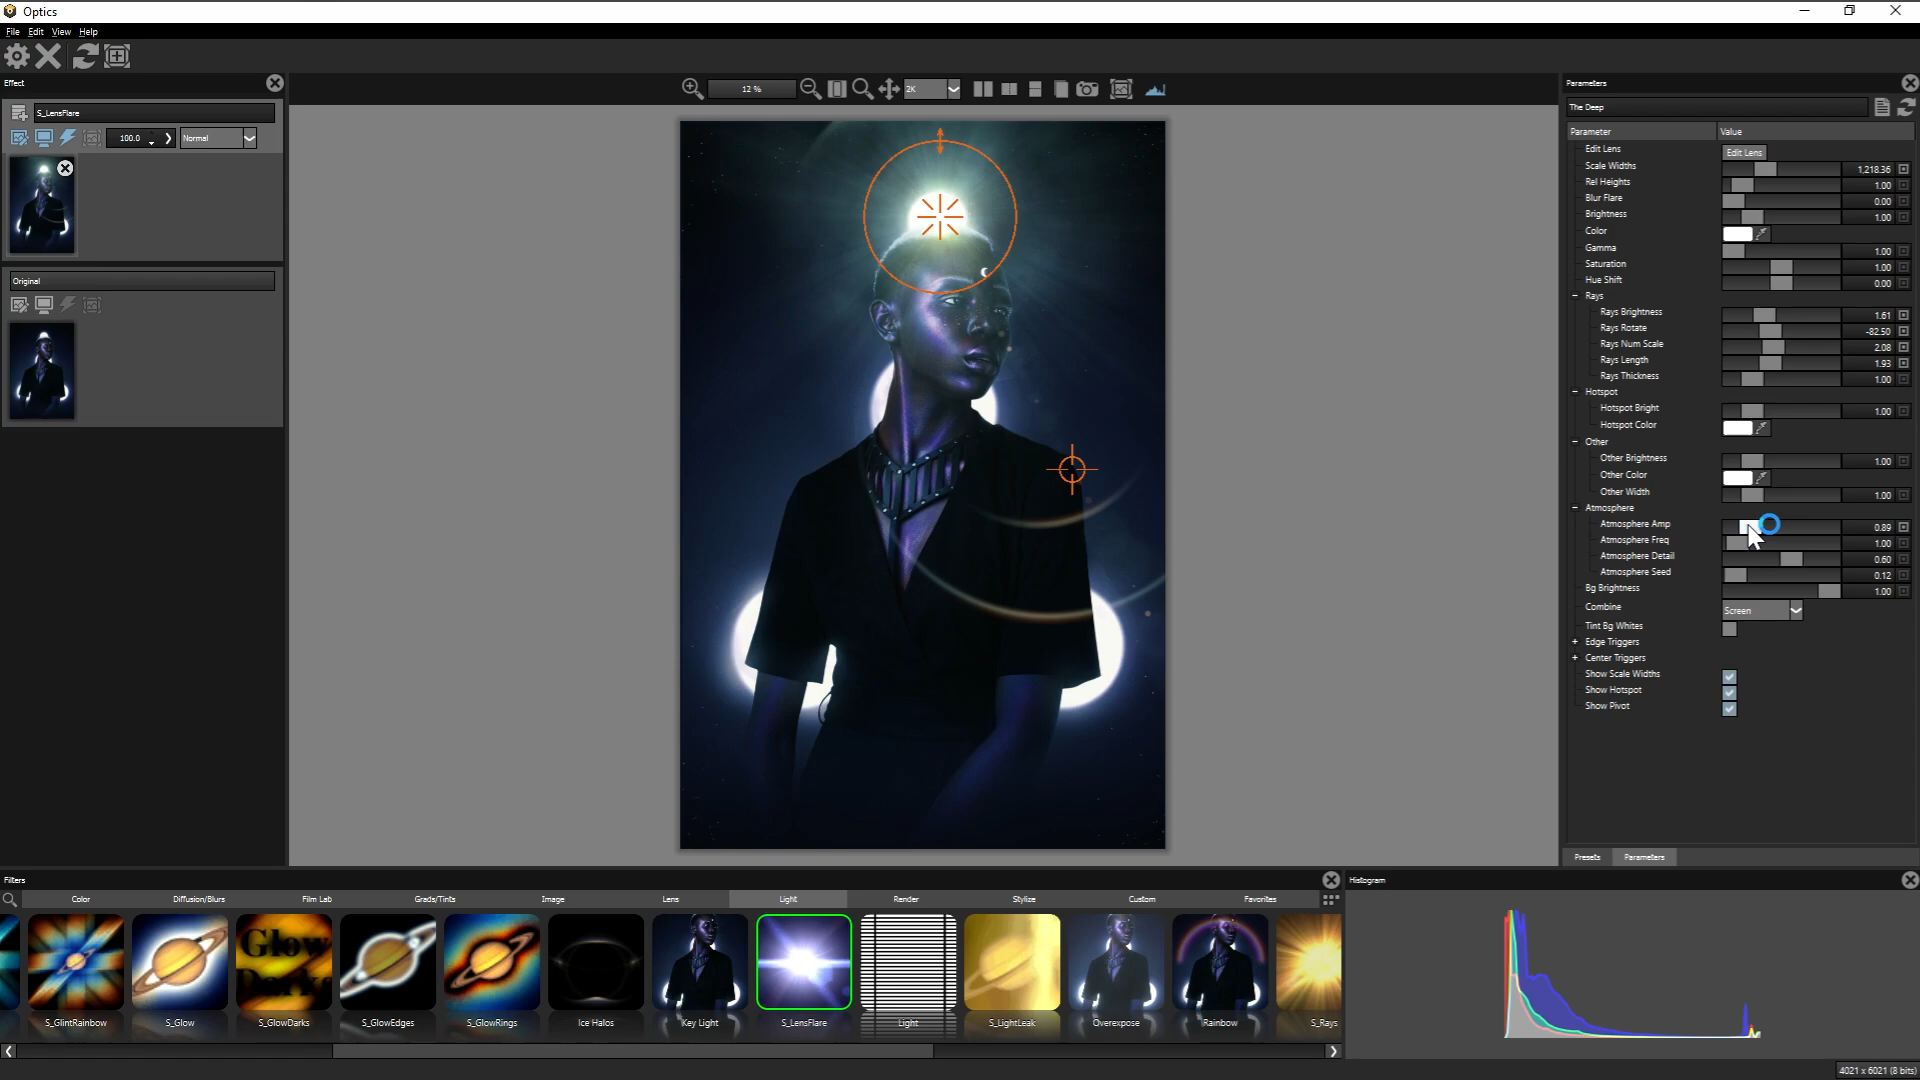 Optics
File Edit View Help
Effect
S_LensFlare
100.0 Normal
Original
12 %
2K
Parameters
The Deep
Parameter Value
Edit Lens Edit Lens
Scale Widths 1,218.36
Rel Heights 1.00
Blur Flare 0.00
Brightness 1.00
Color
Gamma 1.00
Saturation 1.00
Hue Shift 0.00
Rays
Rays Brightness 1.61
Rays Rotate -82.50
Rays Num Scale 2.08
Rays Length 1.93
Rays Thickness 1.00
Hotspot
Hotspot Bright 1.00
Hotspot Color
Other
Other Brightness 1.00
Other Color
Other Width 1.00
Atmosphere
Atmosphere Amp 0.89
Atmosphere Freq 1.00
Atmosphere Detail 0.60
Atmosphere Seed 0.12
Bg Brightness 1.00
Combine Screen
Tint Bg Whites
Edge Triggers
Center Triggers
Show Scale Widths
Show Hotspot
Show Pivot
Presets Parameters
Filters
Color Diffusion/Blurs Film Lab Grads/Tints Image Lens Light Render Stylize Custom Favorites
Glow
Darks
S_GlintRainbow S_Glow S_GlowDarks S_GlowEdges S_GlowRings Ice Halos Key Light S_LensFlare Light S_LightLeak Overexpose Rainbow S_Rays
Histogram
4021 x 6021 (8 bits)